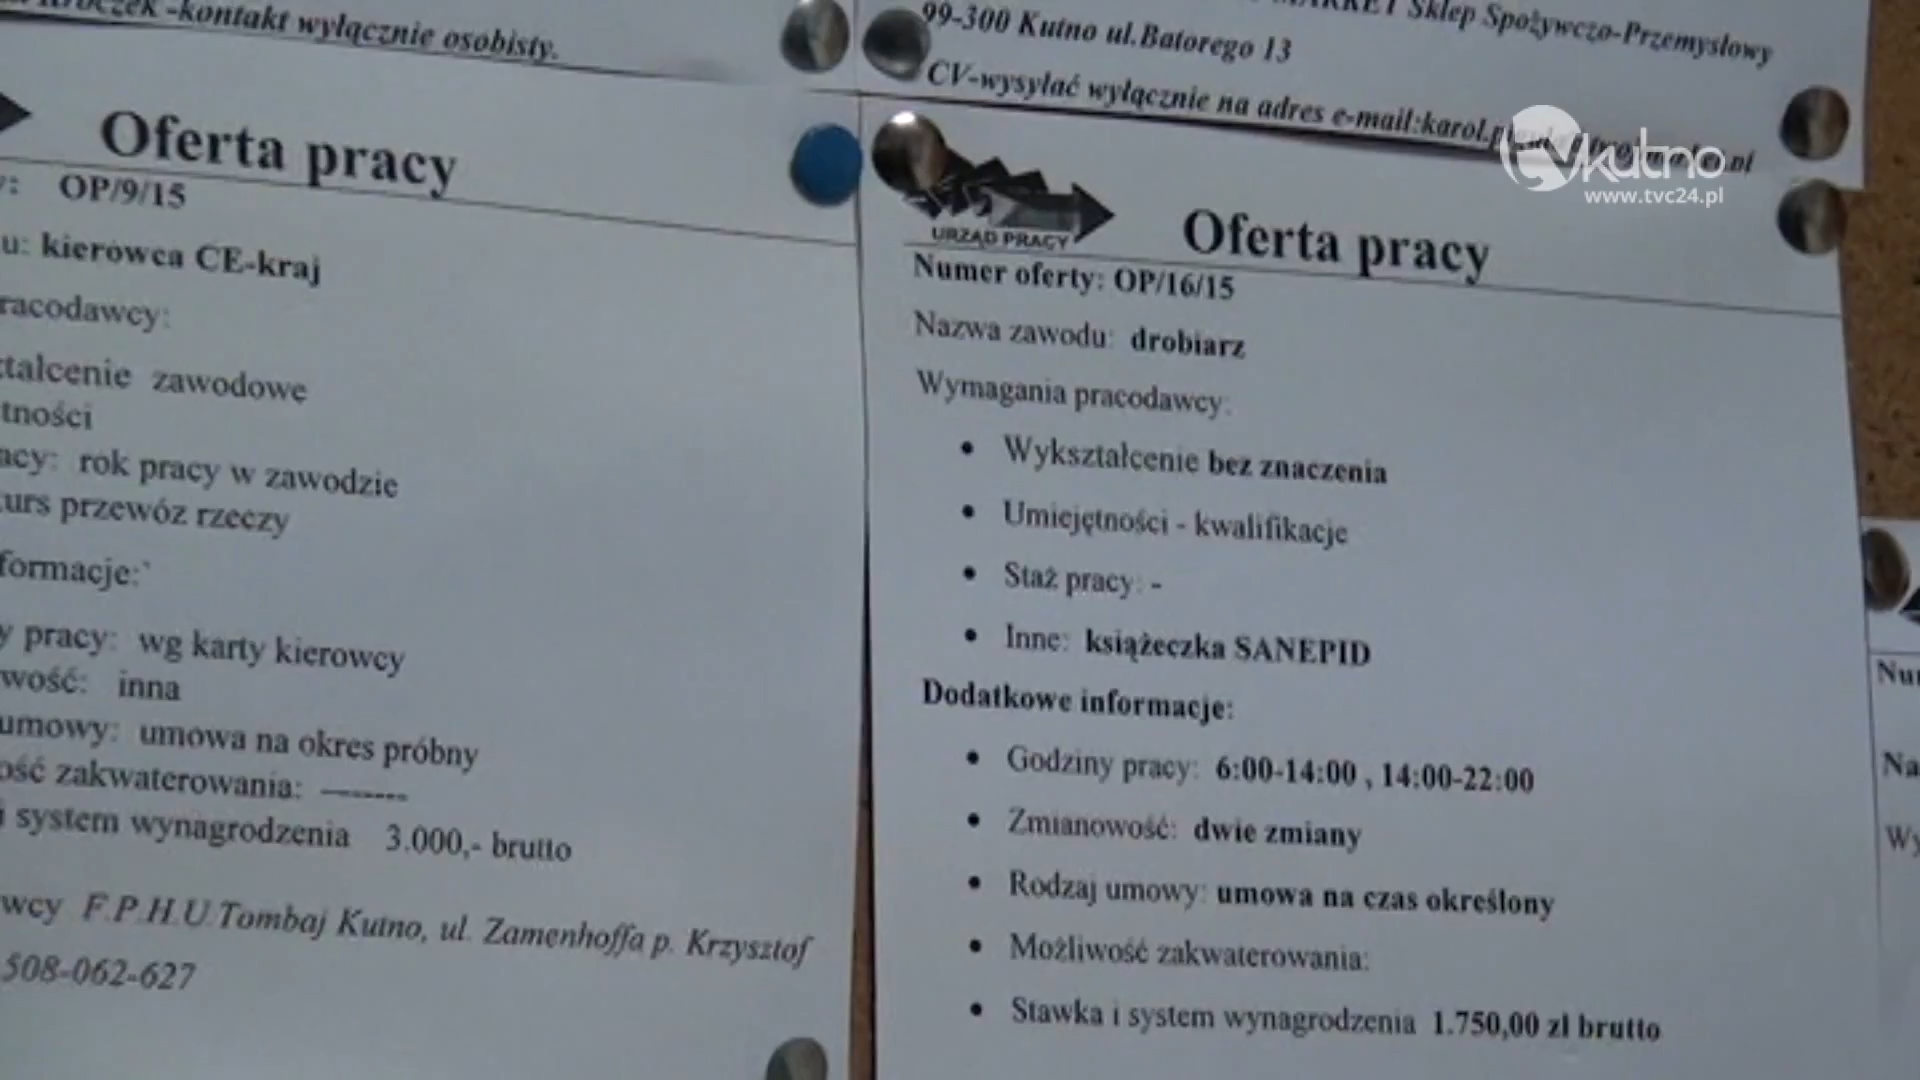 -kontakt wyłącznie osobisty.
Oferta pracy
OP/9/15
u: kierowca CE-kraj
racodawcy:
tałcenie zawodowe
tności
acy: rok pracy w zawodzie
urs przewóz rzeczy
formacje:`
y pracy: wg karty kierowcy
wość: inna
umowy: umowa na okres próbny
ość zakwaterowania: -------
i system wynagrodzenia 3.000,- brutto
wcy F.P.H.U.Tombaj Kutno, ul. Zamenhoffa p. Krzysztof
508-062-627
MARKET Sklep Spożywczo-Przemysłowy
99-300 Kutno ul.Batorego 13
CV-wysyłać wyłącznie na adres e-mail:karol.
tvkutno
www.tvc24.pl
URZĄD PRACY
Oferta pracy
Numer oferty: OP/16/15
Nazwa zawodu: drobiarz
Wymagania pracodawcy:
• Wykształcenie bez znaczenia
• Umiejętności - kwalifikacje
• Staż pracy: -
• Inne: książeczka SANEPID
Dodatkowe informacje:
• Godziny pracy: 6:00-14:00 , 14:00-22:00
• Zmianowość: dwie zmiany
• Rodzaj umowy: umowa na czas określony
• Możliwość zakwaterowania:
• Stawka i system wynagrodzenia 1.750,00 zł brutto
Nu
Na
Wy